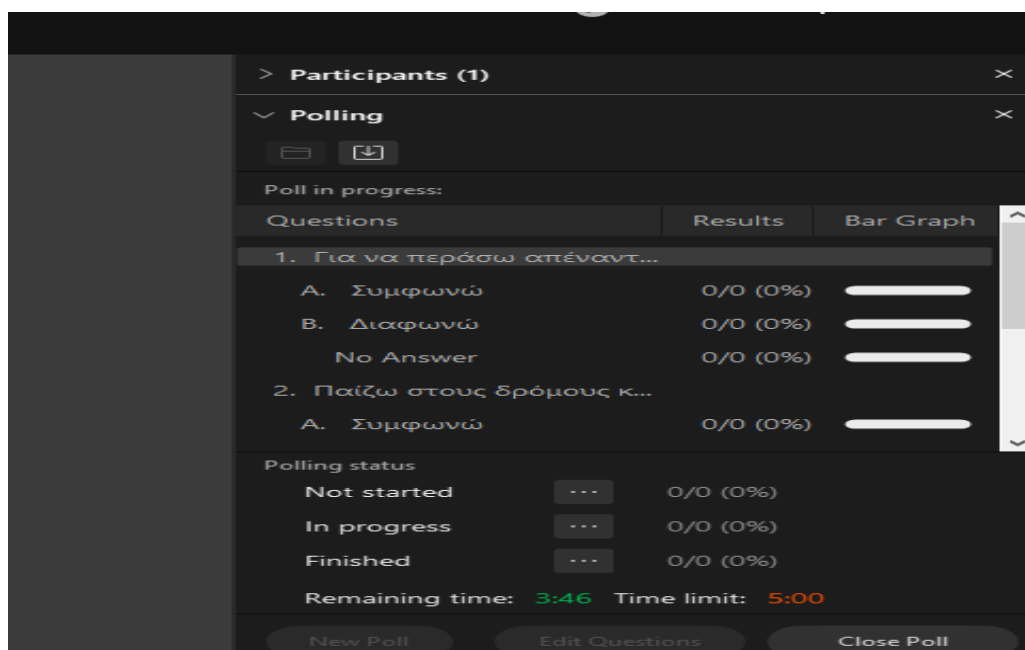 > Participants (1) ×
Polling ×
Poll in progress:
Questions Results Bar Graph
1. Για να περάσω απέναντ...
A. Συμφωνώ 0/0 (0%)
B. Διαφωνώ 0/0 (0%)
No Answer 0/0 (0%)
2. Παίζω στους δρόμους κ...
A. Συμφωνώ 0/0 (0%)
Polling status
Not started ... 0/0 (0%)
In progress ... 0/0 (0%)
Finished ... 0/0 (0%)
Remaining time: 3:46 Time limit: 5:00
New Poll Edit Questions Close Poll